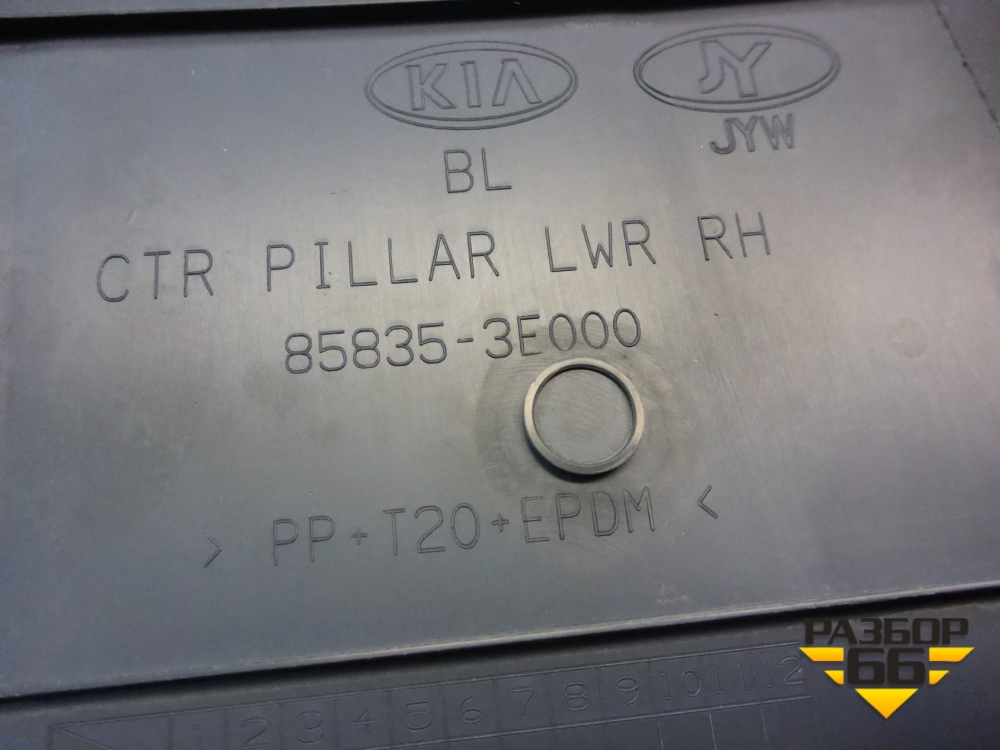 KIA JY
JYW
BL
CTR PILLAR LWR RH
85835-3E000
> PP+T20+EPDM <
РАЗБОР
66
1 2 3 4 5 6 7 8 9 10 11 12